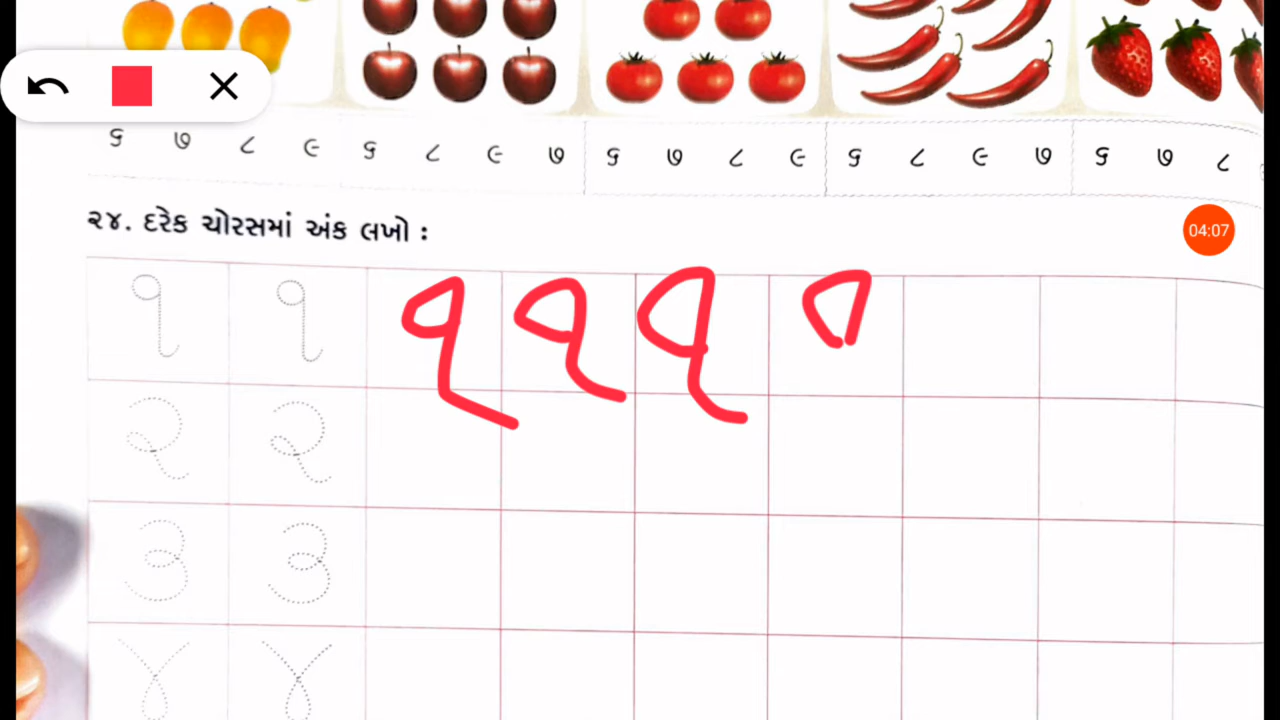 ૬ ૭ ૮ ૯ ૬ ૮ ૯ ૭ ૬ ૭ ૮ ૯ ૬ ૮ ૯ ૭ ૬ ૭ ૮
૨૪. દરેક ચોરસમાં અંક લખો :
04:07
૧ ૧ ૧ ૧ ૧
૨ ૨
૩ ૩
૪ ૪